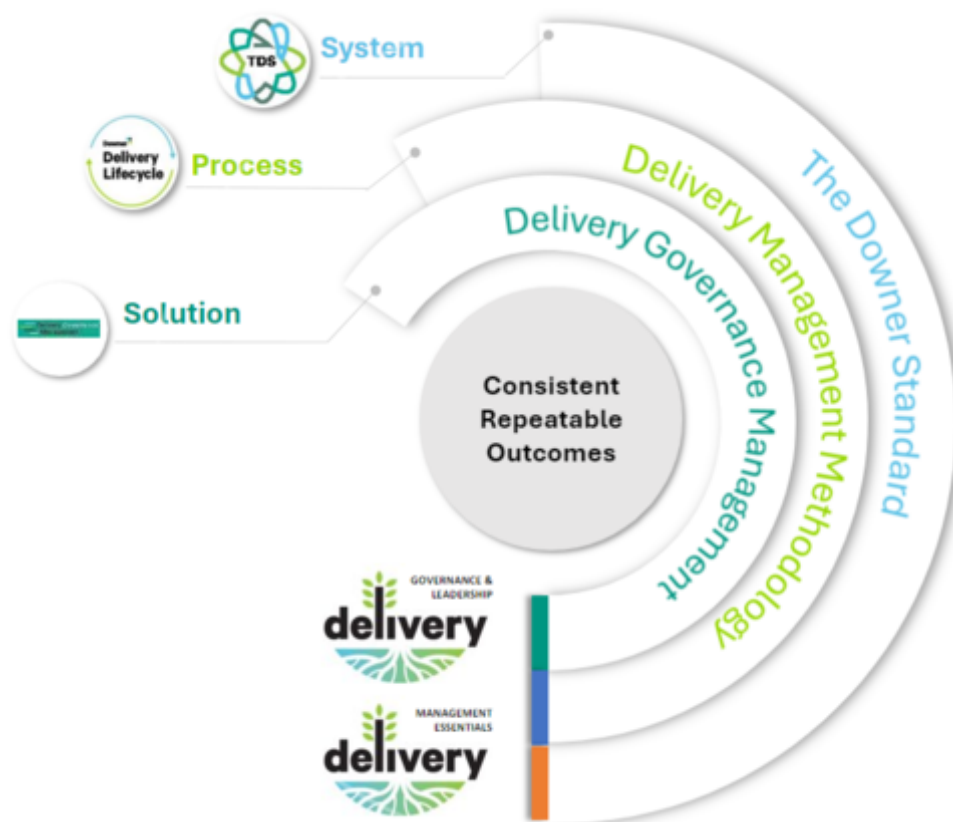 TDS
System
Downer
Delivery
Lifecycle
Process
Solution
The Downer Standard
Delivery Management Methodology
Delivery Governance Management
Consistent
Repeatable
Outcomes
GOVERNANCE &
LEADERSHIP
delivery
MANAGEMENT
ESSENTIALS
delivery